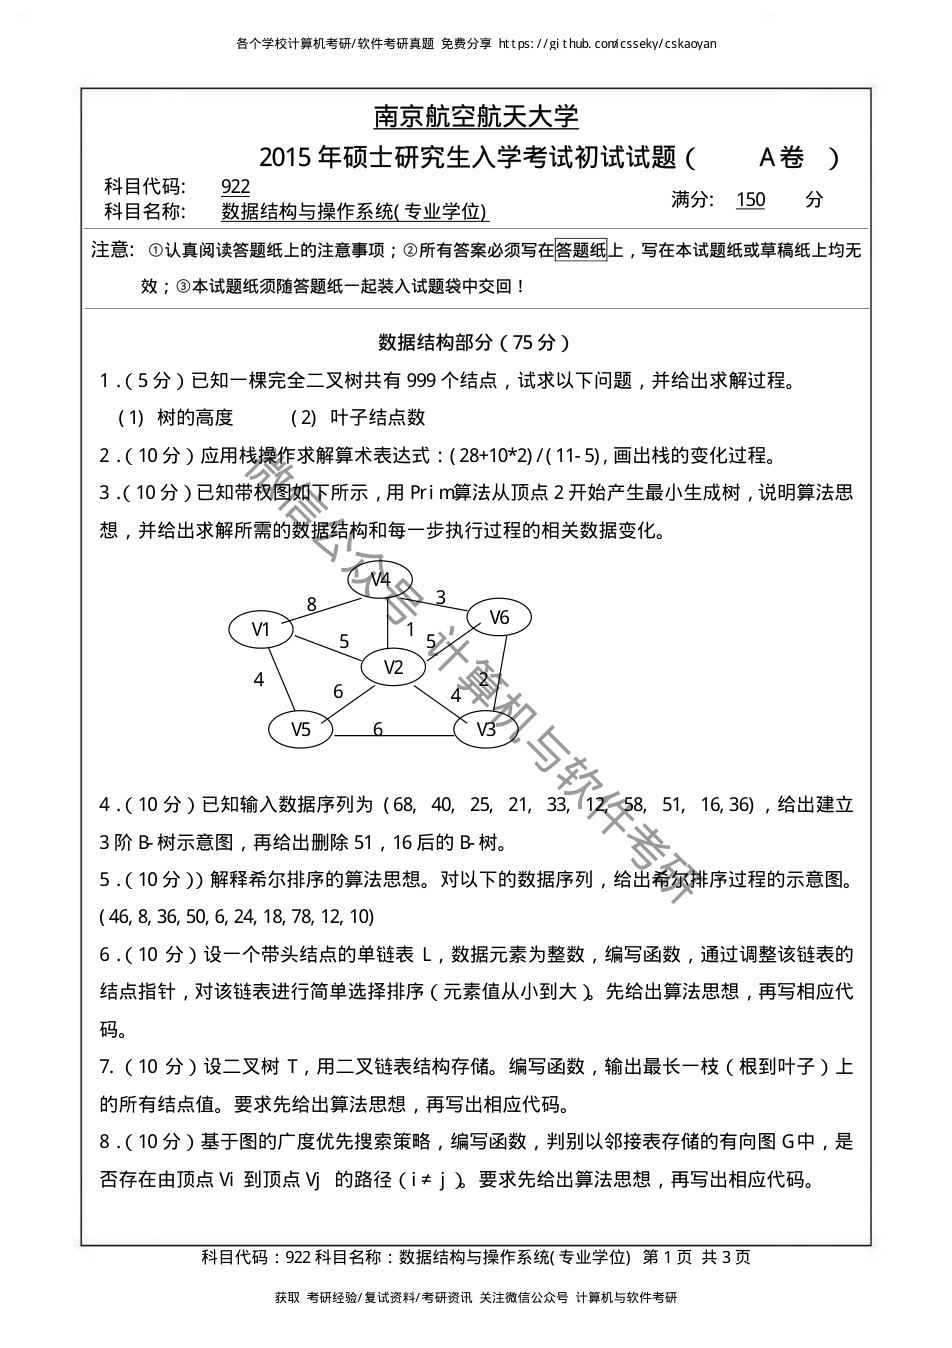 各个学校计算机考研/软件考研真题 免费分享 https://github.com/csseky/cskaoyan
南京航空航天大学
2015 年硕士研究生入学考试初试试题（ A 卷 ）
科目代码: 922
满分: 150 分
科目名称: 数据结构与操作系统(专业学位)
注意: ①认真阅读答题纸上的注意事项；②所有答案必须写在答题纸上，写在本试题纸或草稿纸上均无
效；③本试题纸须随答题纸一起装入试题袋中交回！
数据结构部分（75 分）
1．（5 分）已知一棵完全二叉树共有 999 个结点，试求以下问题，并给出求解过程。
(1) 树的高度 (2) 叶子结点数
2．（10 分）应用栈操作求解算术表达式：(28+10*2)/(11-5)，画出栈的变化过程。
3．（10 分）已知带权图如下所示，用 Prim算法从顶点 2 开始产生最小生成树，说明算法思
想，并给出求解所需的数据结构和每一步执行过程的相关数据变化。
V4
8 3
V6
V1
1
5 5
V2
4 6 4 2
V5 6 V3
4．（10 分）已知输入数据序列为 (68, 40, 25, 21, 33, 12, 58, 51, 16, 36)，给出建立
3 阶 B-树示意图，再给出删除 51，16 后的 B-树。
5．（10 分））解释希尔排序的算法思想。对以下的数据序列，给出希尔排序过程的示意图。
(46, 8, 36, 50, 6, 24, 18, 78, 12, 10)
6．（10 分）设一个带头结点的单链表 L，数据元素为整数，编写函数，通过调整该链表的
结点指针，对该链表进行简单选择排序（元素值从小到大）。先给出算法思想，再写相应代
码。
7. （10 分）设二叉树 T，用二叉链表结构存储。编写函数，输出最长一枝（根到叶子）上
的所有结点值。要求先给出算法思想，再写出相应代码。
8．（10 分）基于图的广度优先搜索策略，编写函数，判别以邻接表存储的有向图 G中，是
否存在由顶点 Vi 到顶点 Vj 的路径（i ≠ j）。要求先给出算法思想，再写出相应代码。
微信公众号 计算机与软件考研
科目代码：922 科目名称：数据结构与操作系统(专业学位) 第 1 页 共 3 页
获取 考研经验/复试资料/考研资讯 关注微信公众号 计算机与软件考研